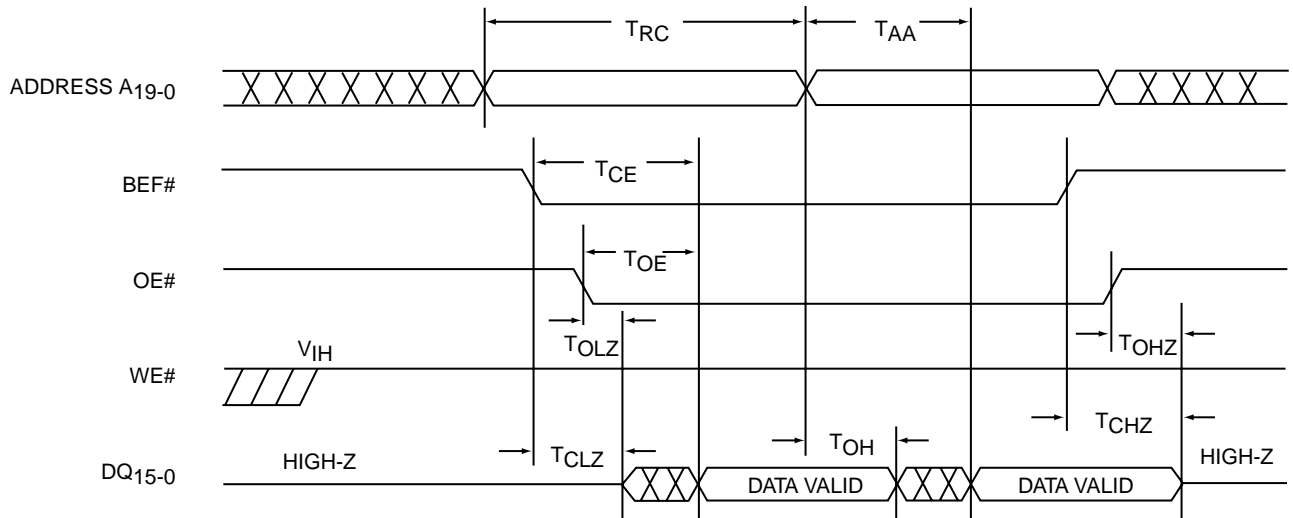 TRC
TAA
ADDRESS A19-0
TCE
BEF#
TOE
OE#
TOLZ
TOHZ
VIH
WE#
TCLZ
TOH
TCHZ
HIGH-Z
HIGH-Z
DQ15-0
DATA VALID
DATA VALID